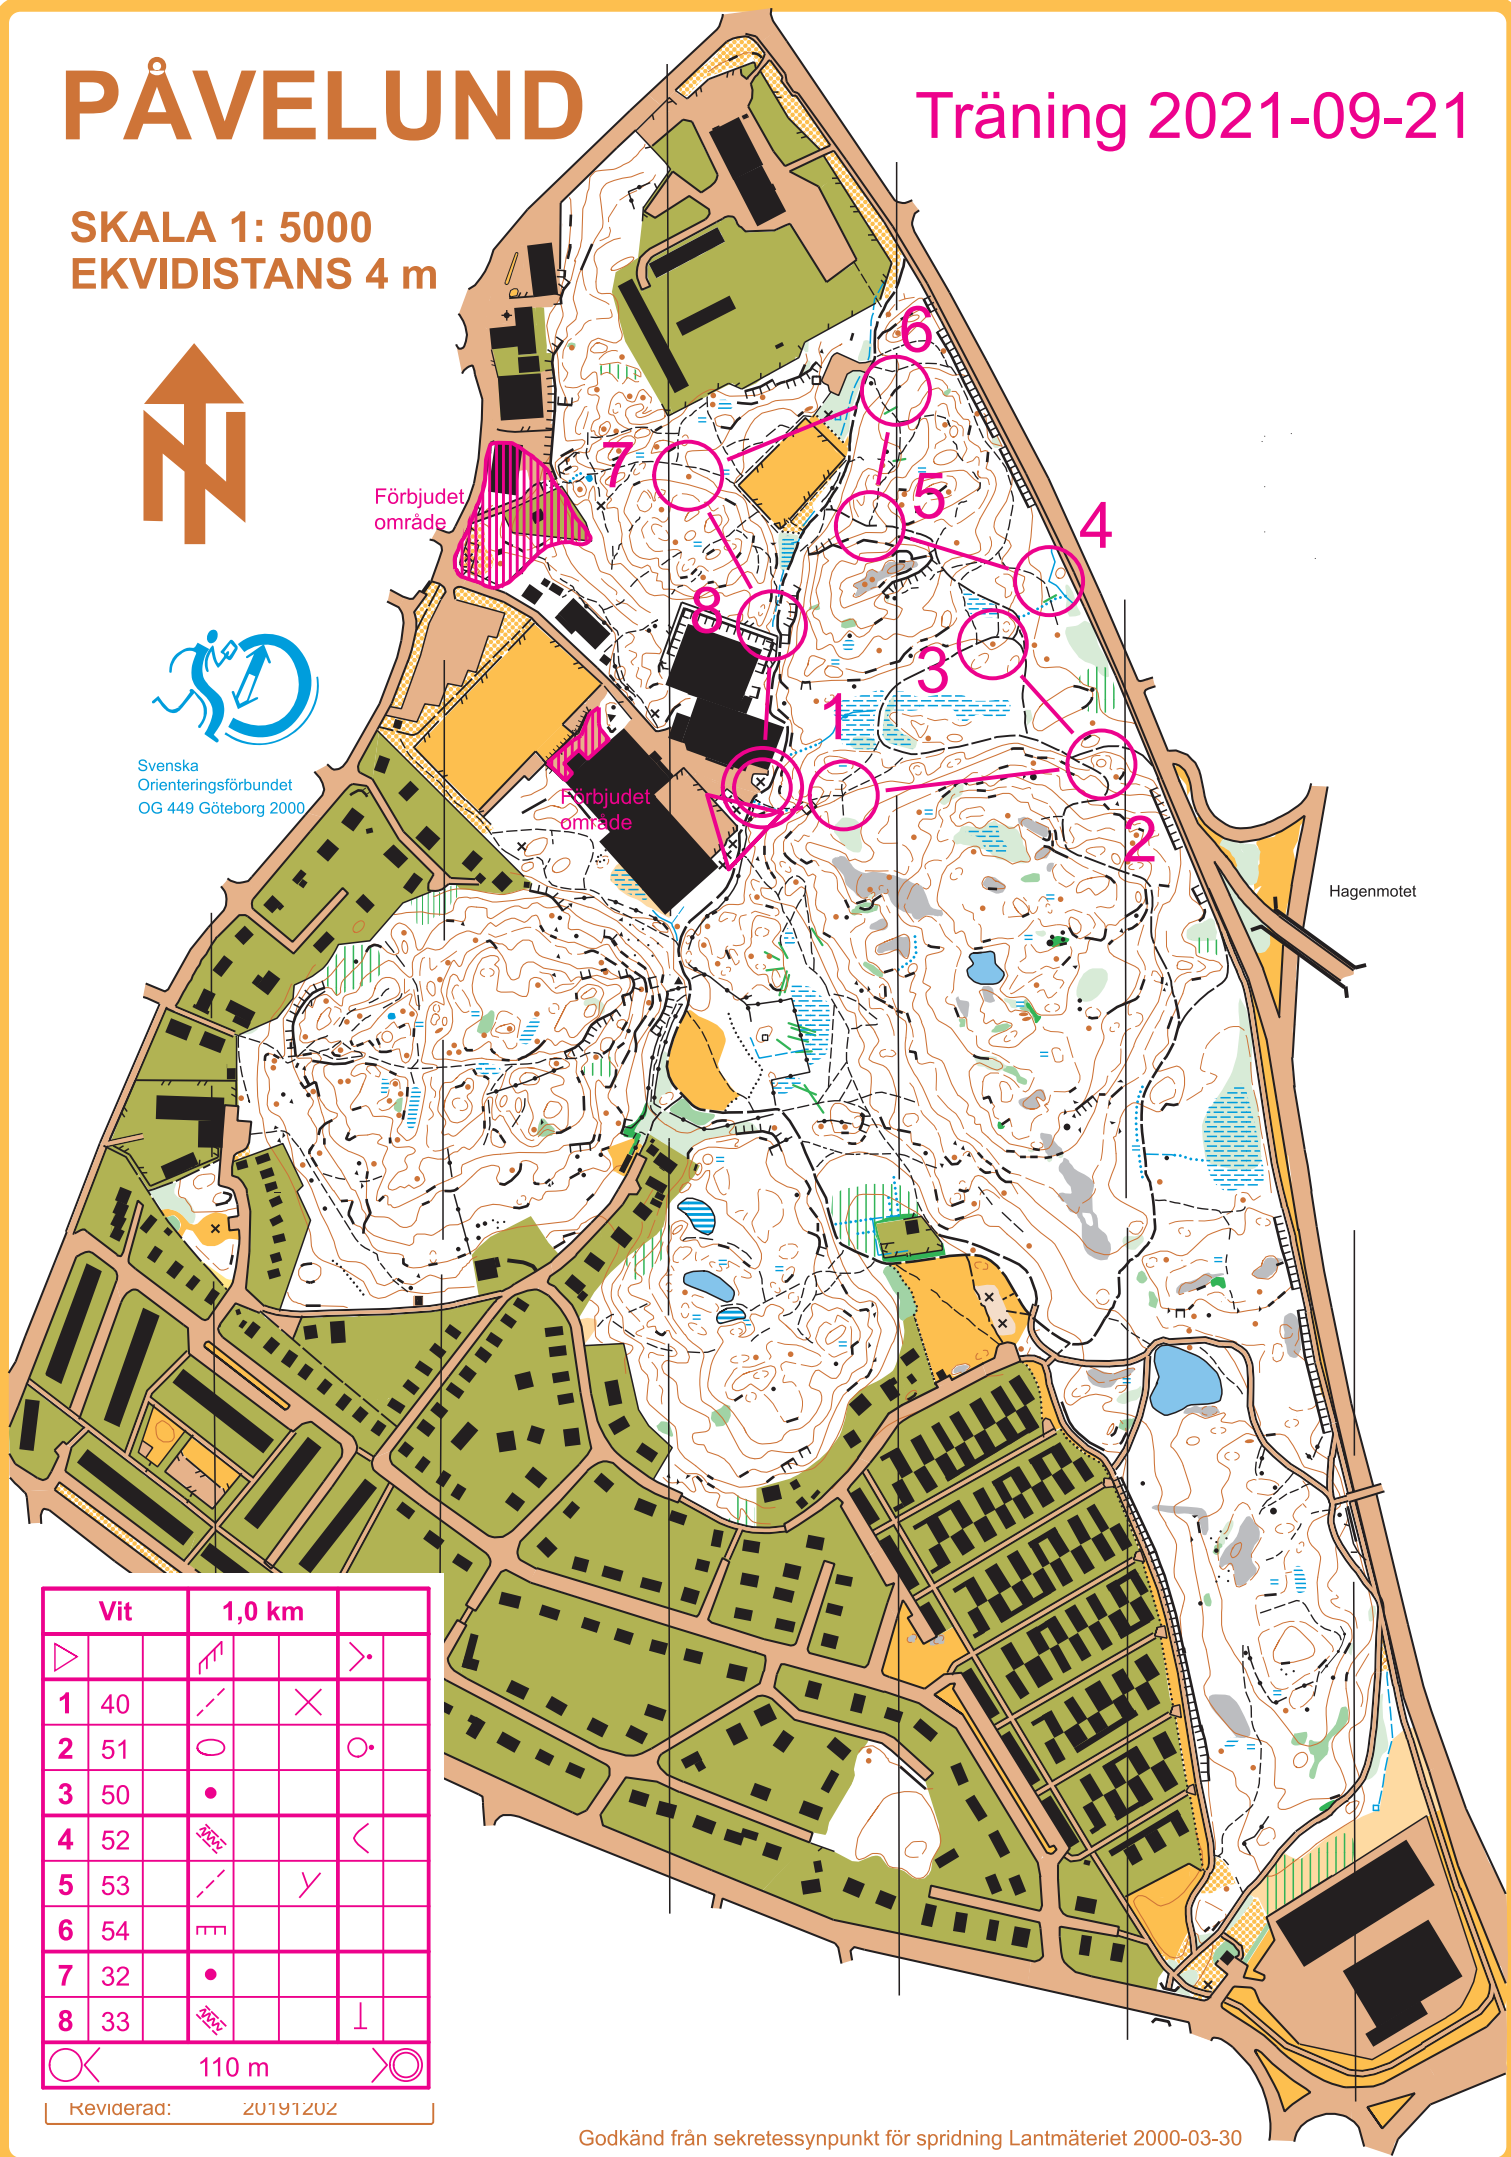 PÅVELUND
Träning 2021-09-21
SKALA 1: 5000
EKVIDISTANS 4 m
N
Förbjudet
område
Svenska
Orienteringsförbundet
OG 449 Göteborg 2000
6
7
5
4
8
3
1
2
Förbjudet
område
Hagenmotet
Vit 1,0 km
1 40
2 51
3 50
4 52
5 53
6 54
7 32
8 33
110 m
Reviderad: 20191202
Godkänd från sekretessynpunkt för spridning Lantmäteriet 2000-03-30